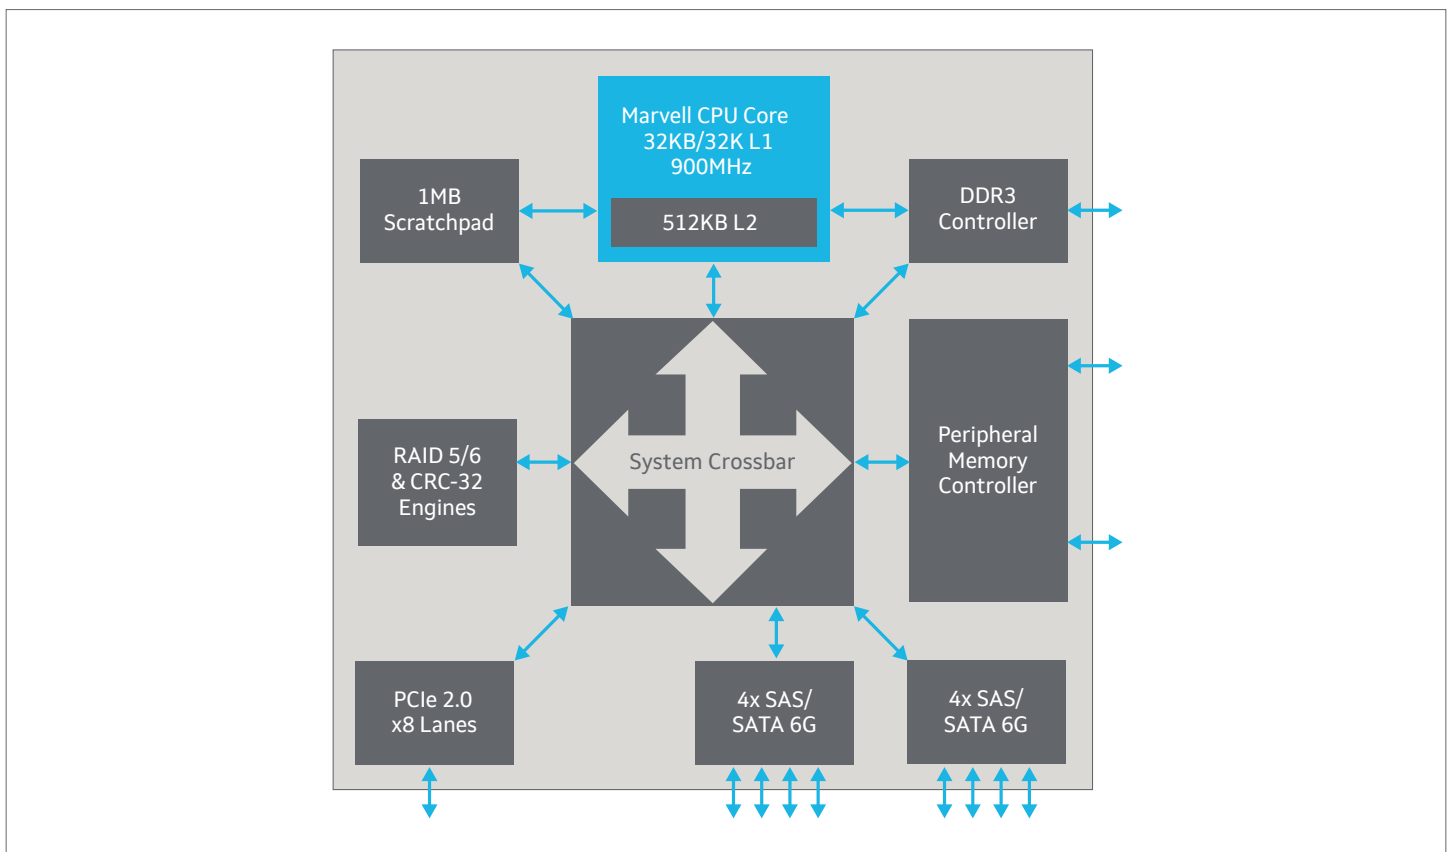 Marvell CPU Core
32KB/32K L1
900MHz
512KB L2
1MB
Scratchpad
DDR3
Controller
RAID 5/6
& CRC-32
Engines
System Crossbar
Peripheral
Memory
Controller
PCIe 2.0
x8 Lanes
4x SAS/
SATA 6G
4x SAS/
SATA 6G